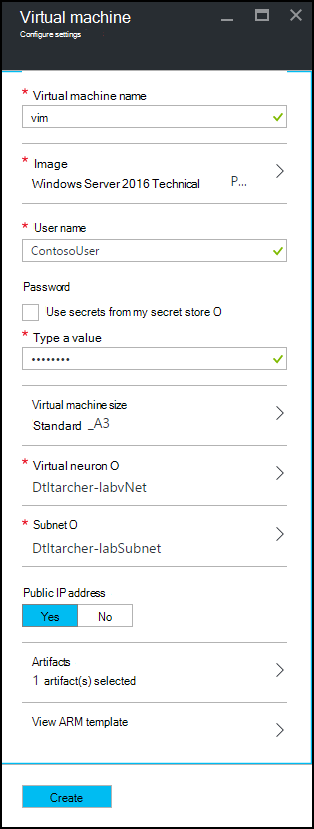 Virtual machine
Configure settings
* Virtual machine name
vim
* Image
Windows Server 2016 Technical P...
* User name
ContosoUser
Password
Use secrets from my secret store O
* Type a value
••••••••
Virtual machine size
Standard _A3
* Virtual neuron O
Dtltarcher-labvNet
* Subnet O
Dtltarcher-labSubnet
Public IP address
Yes No
Artifacts
1 artifact(s) selected
View ARM template
Create